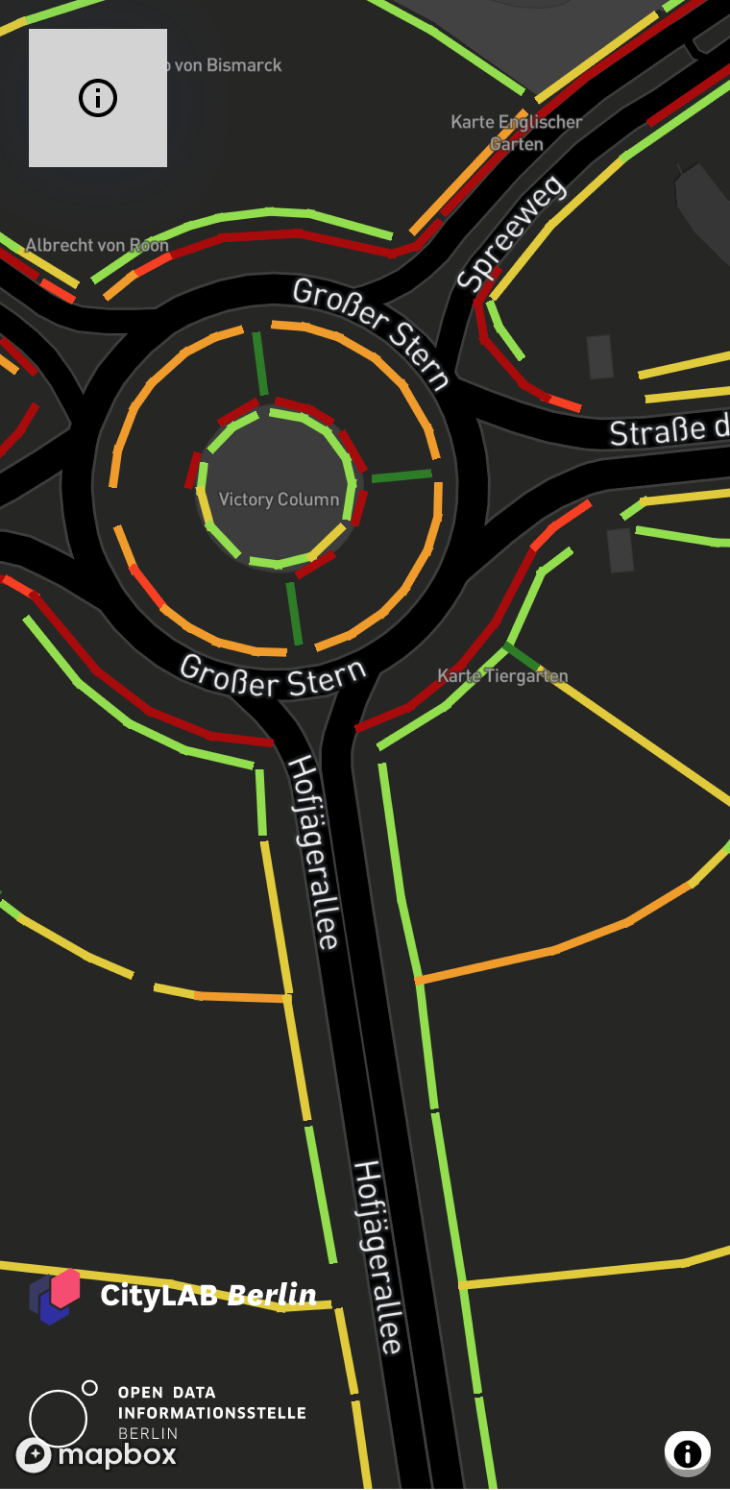 von Bismarck
Karte Englischer
Garten
Spreeweg
Albrecht von Roon
Großer Stern
Straße d
Victory Column
Karte Tiergarten
Großer Stern
Hofjägerallee
Hofjägerallee
CityLAB Berlin
OPEN DATA
INFORMATIONSSTELLE
BERLIN
mapbox